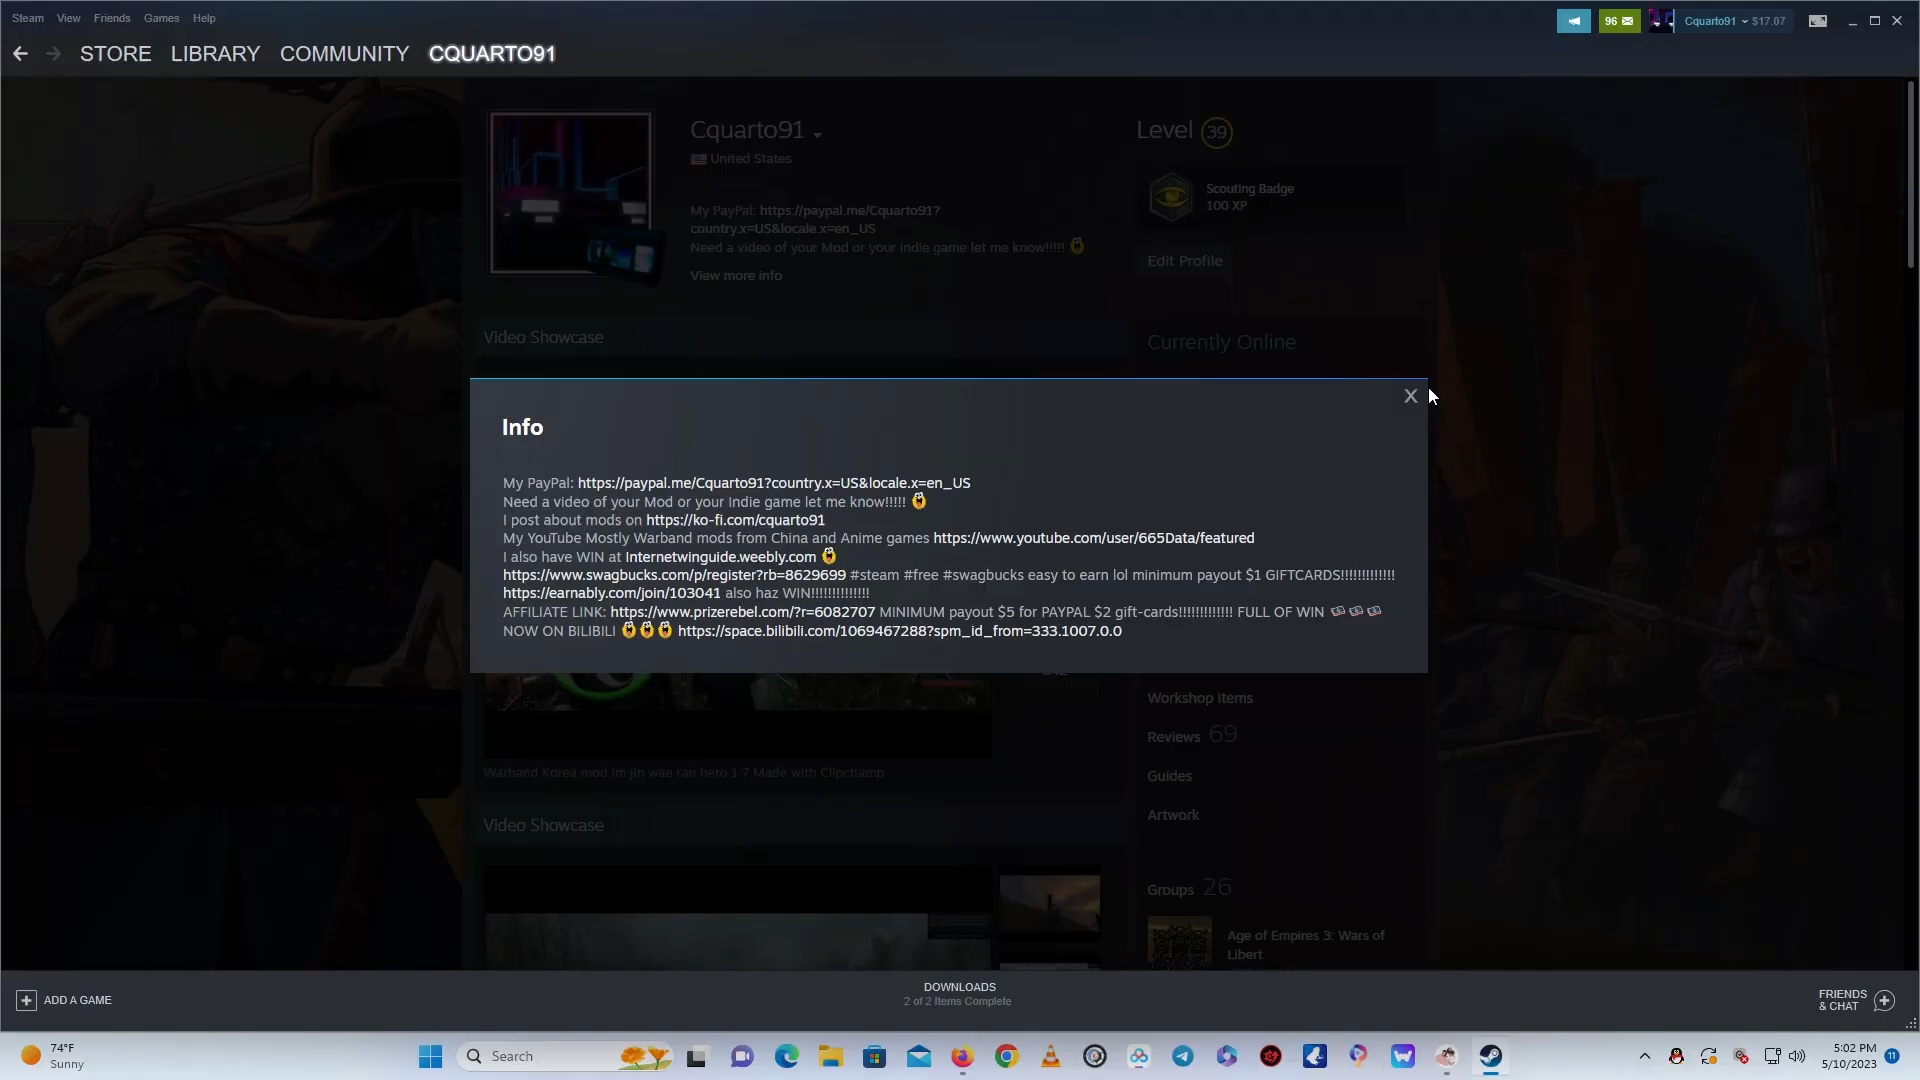 Steam View Friends Games Help
96
Cquarto91 $17.07
STORE LIBRARY COMMUNITY CQUARTO91
Cquarto91
United States
My PayPal: https://paypal.me/Cquarto91?
country.x=US&locale.x=en_US
Need a video of your Mod or your Indie game let me know!!!!!
View more info
Level 39
Scouting Badge
100 XP
Edit Profile
Video Showcase
Currently Online
X
Info
My PayPal: https://paypal.me/Cquarto91?country.x=US&locale.x=en_US
Need a video of your Mod or your Indie game let me know!!!!!
I post about mods on https://ko-fi.com/cquarto91
My YouTube Mostly Warband mods from China and Anime games https://www.youtube.com/user/665Data/featured
I also have WIN at Internetwinguide.weebly.com
https://www.swagbucks.com/p/register?rb=8629699 #steam #free #swagbucks easy to earn lol minimum payout $1 GIFTCARDS!!!!!!!!!!!!!
https://earnably.com/join/103041 also haz WIN!!!!!!!!!!!!!!
AFFILIATE LINK: https://www.prizerebel.com/?r=6082707 MINIMUM payout $5 for PAYPAL $2 gift-cards!!!!!!!!!!!!! FULL OF WIN
NOW ON BILIBILI https://space.bilibili.com/1069467288?spm_id_from=333.1007.0.0
Workshop Items
Reviews 69
Guides
Artwork
Warband Korea mod im jin wae ran hero 1 7 Made with Clipchamp
Video Showcase
Groups 26
Age of Empires 3: Wars of
Libert
ADD A GAME
DOWNLOADS
2 of 2 Items Complete
FRIENDS
& CHAT
74°F
Sunny
Search
5:02 PM
5/10/2023
11